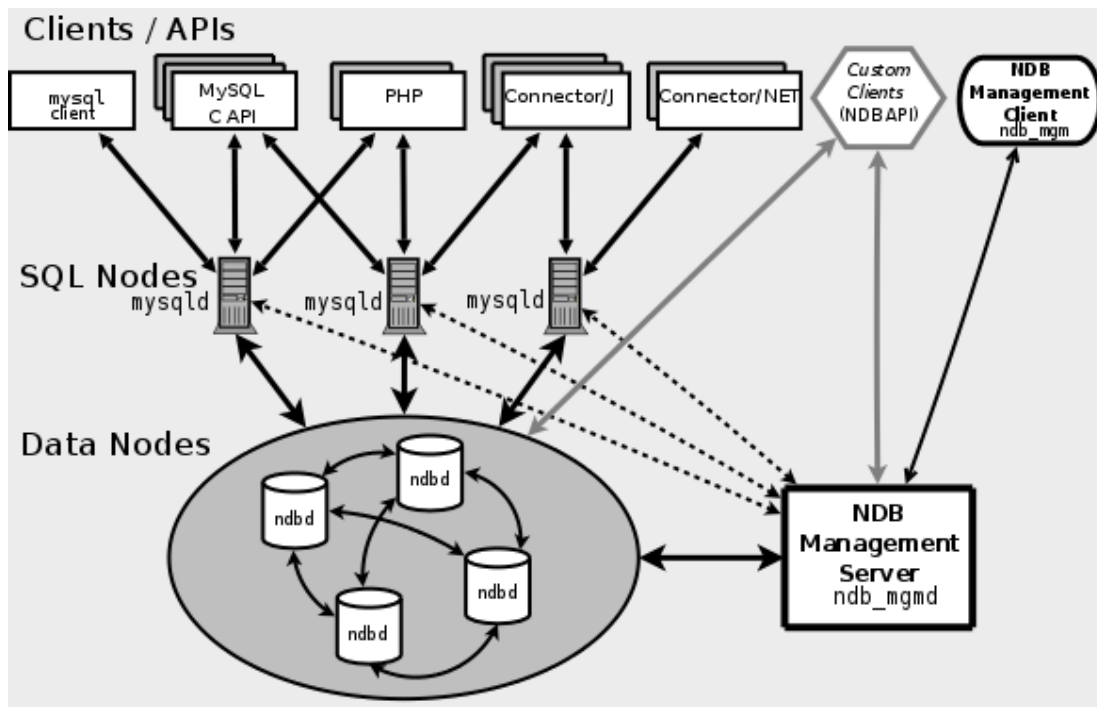 Clients / APIs
mysql
client
MySQL
C API
PHP
Connector/J
Connector/NET
Custom
Clients
(NDBAPI)
NDB
Management
Client
ndb_mgm
SQL Nodes
mysqld
mysqld
mysqld
Data Nodes
ndbd
ndbd
ndbd
ndbd
NDB
Management
Server
ndb_mgmd